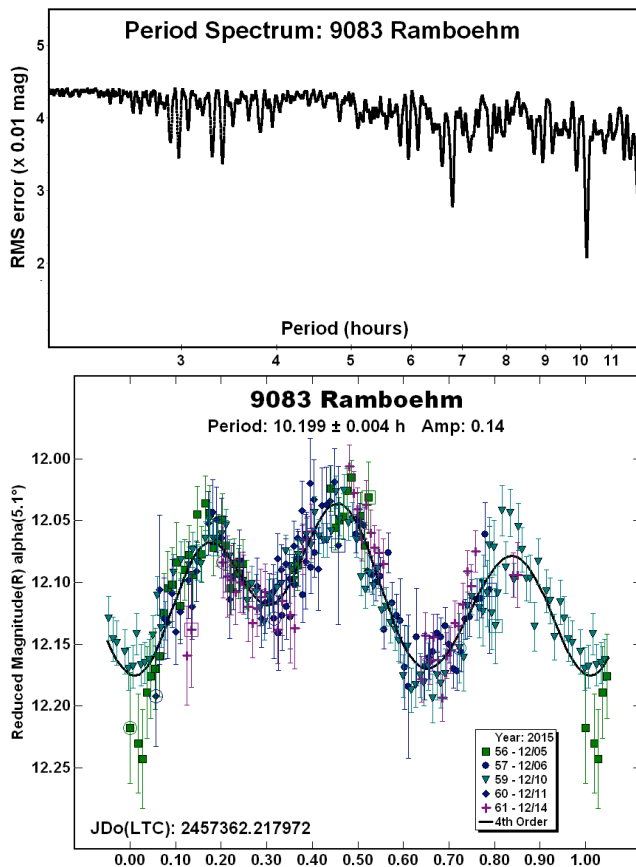 Period Spectrum: 9083 Ramboehm
5
4
3
2
RMS error (x 0.01 mag)
Period (hours)
3 4 5 6 7 8 9 10 11
9083 Ramboehm
Period: 10.199 ± 0.004 h Amp: 0.14
12.00
12.05
12.10
12.15
12.20
12.25
Reduced Magnitude(R) alpha(5.1°)
Year: 2015
56 - 12/05
57 - 12/06
59 - 12/10
60 - 12/11
61 - 12/14
4th Order
JDo(LTC): 2457362.217972
0.00 0.10 0.20 0.30 0.40 0.50 0.60 0.70 0.80 0.90 1.00